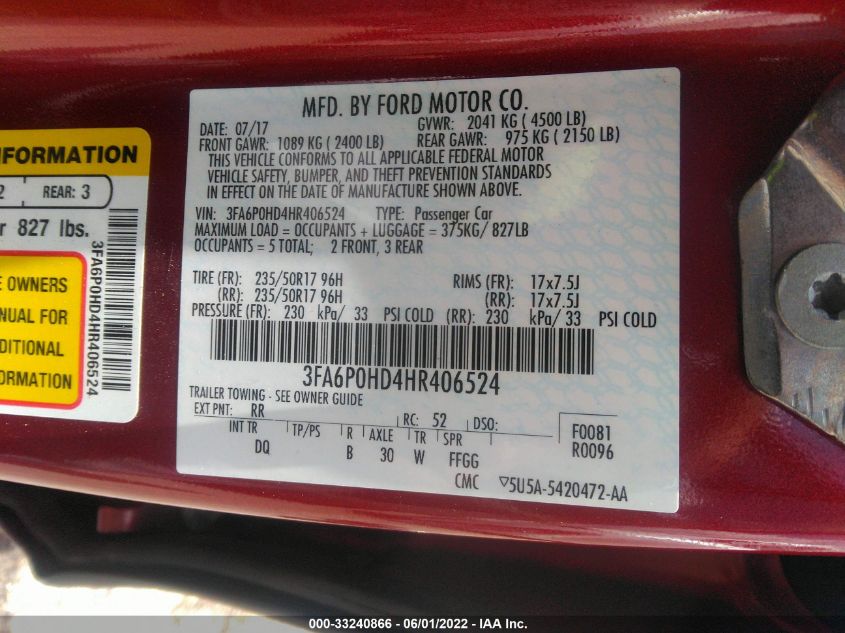 NFORMATION
2 REAR: 3
r 827 lbs.
E OWNERS
NUAL FOR
DITIONAL
RMATION
3FA6P0HD4HR406524
MFD. BY FORD MOTOR CO.
DATE: 07/17 GVWR: 2041 KG ( 4500 LB)
FRONT GAWR: 1089 KG ( 2400 LB) REAR GAWR: 975 KG ( 2150 LB)
THIS VEHICLE CONFORMS TO ALL APPLICABLE FEDERAL MOTOR
VEHICLE SAFETY, BUMPER, AND THEFT PREVENTION STANDARDS
IN EFFECT ON THE DATE OF MANUFACTURE SHOWN ABOVE.
VIN: 3FA6P0HD4HR406524 TYPE: Passenger Car
MAXIMUM LOAD = OCCUPANTS + LUGGAGE = 375KG/ 827LB
OCCUPANTS = 5 TOTAL; 2 FRONT, 3 REAR
TIRE (FR): 235/50R17 96H RIMS (FR): 17x7.5J
(RR): 235/50R17 96H (RR): 17x7.5J
PRESSURE (FR): 230 kPa/ 33 PSI COLD (RR): 230 kPa/ 33 PSI COLD
3FA6P0HD4HR406524
TRAILER TOWING - SEE OWNER GUIDE
EXT PNT: RR RC: 52 DSO: F0081
INT TR TP/PS R AXLE TR SPR R0096
DQ B 30 W FFGG
CMC ▽5U5A-5420472-AA
000-33240866 - 06/01/2022 - IAA Inc.